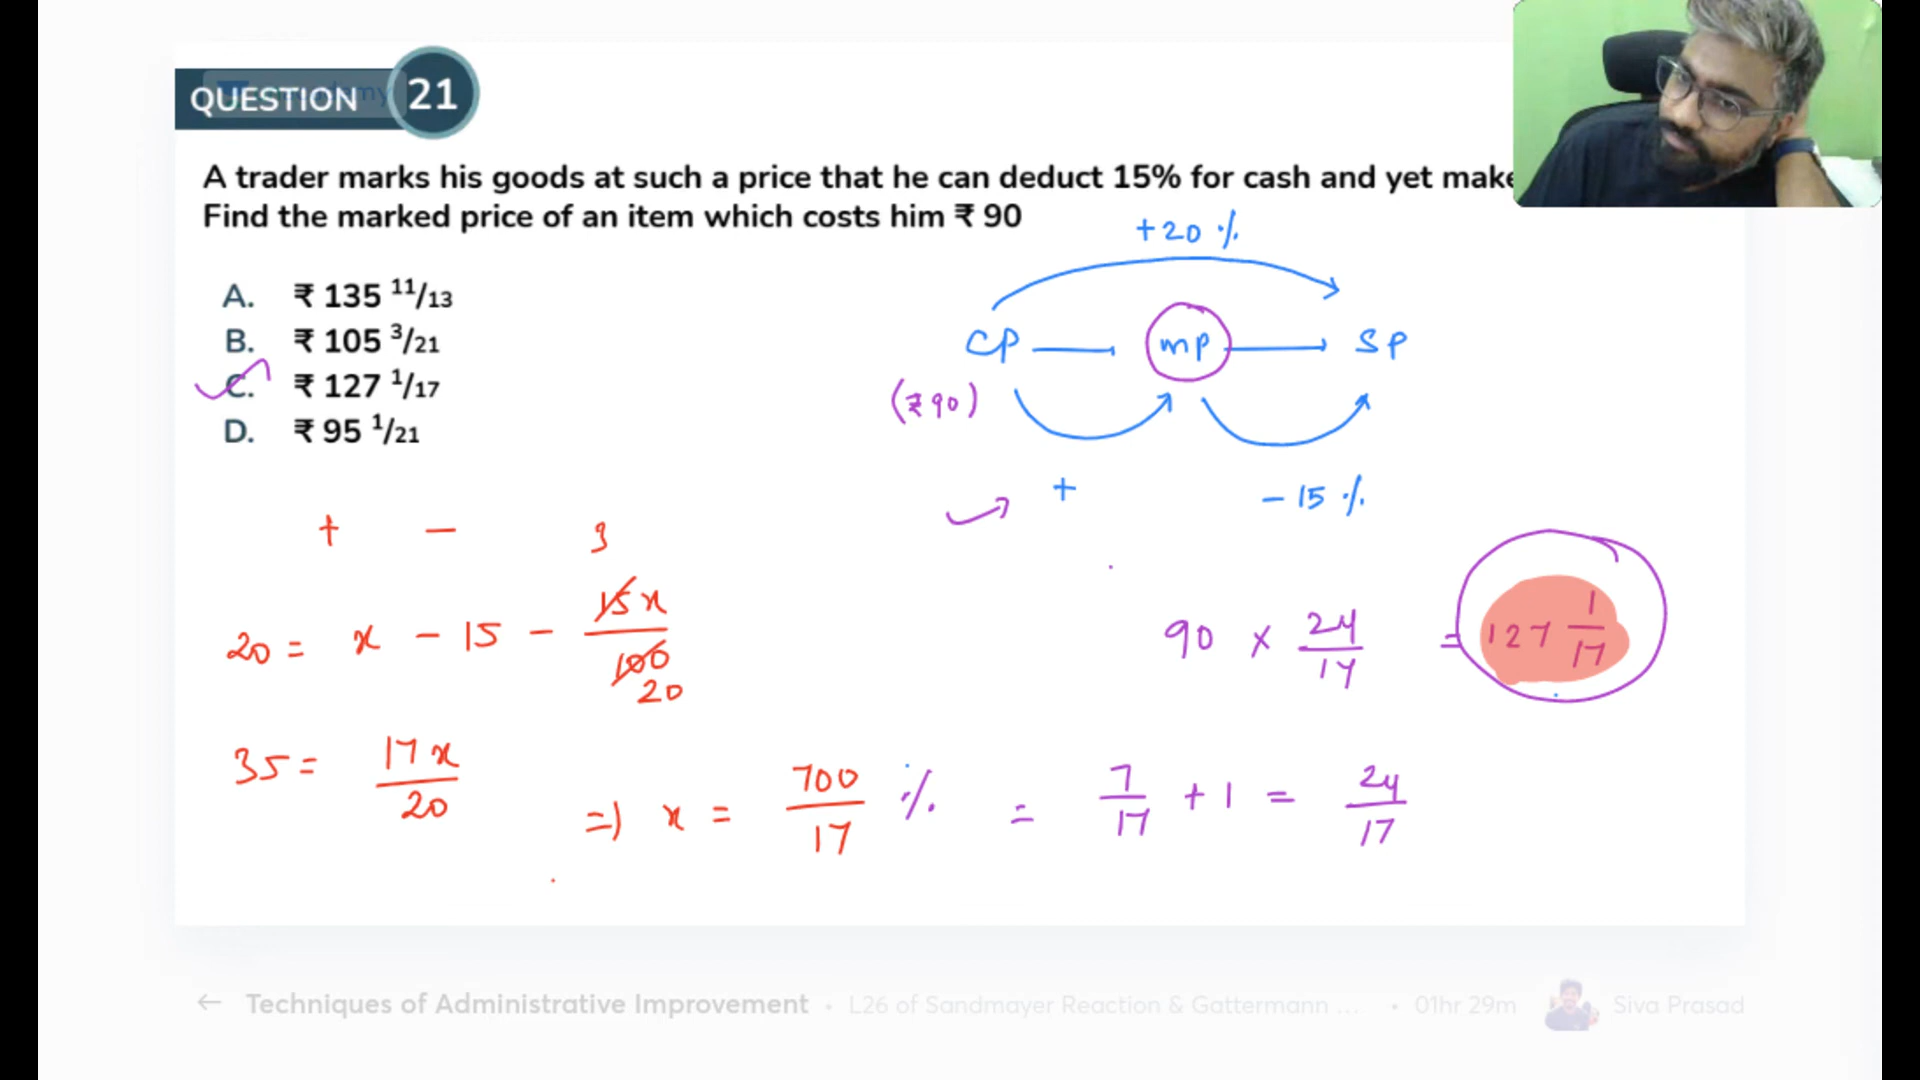 QUESTION 21
A trader marks his goods at such a price that he can deduct 15% for cash and yet make
Find the marked price of an item which costs him ₹ 90
A. ₹ 135 11/13
B. ₹ 105 3/21
C. ₹ 127 1/17
D. ₹ 95 1/21
+20 %
CP mp SP
(₹90)
+ - 15 %
+ - 3
20 = x - 15 - 15x/100
20
90 x 24/17 = 127 1/17
35 = 17x/20
=) x = 700/17 % = 7/17 + 1 = 24/17
← Techniques of Administrative Improvement • L26 of Sandmayer Reaction & Gattermann ... • 01hr 29m Siva Prasad